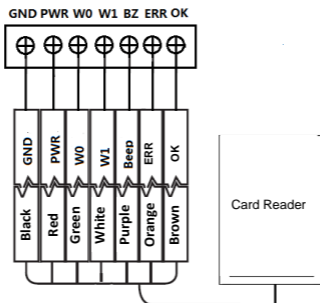 GND PWR W0 W1 BZ ERR OK
GND PWR W0 W1 Beep ERR OK
Black Red Green White Purple Orange Brown
Card Reader